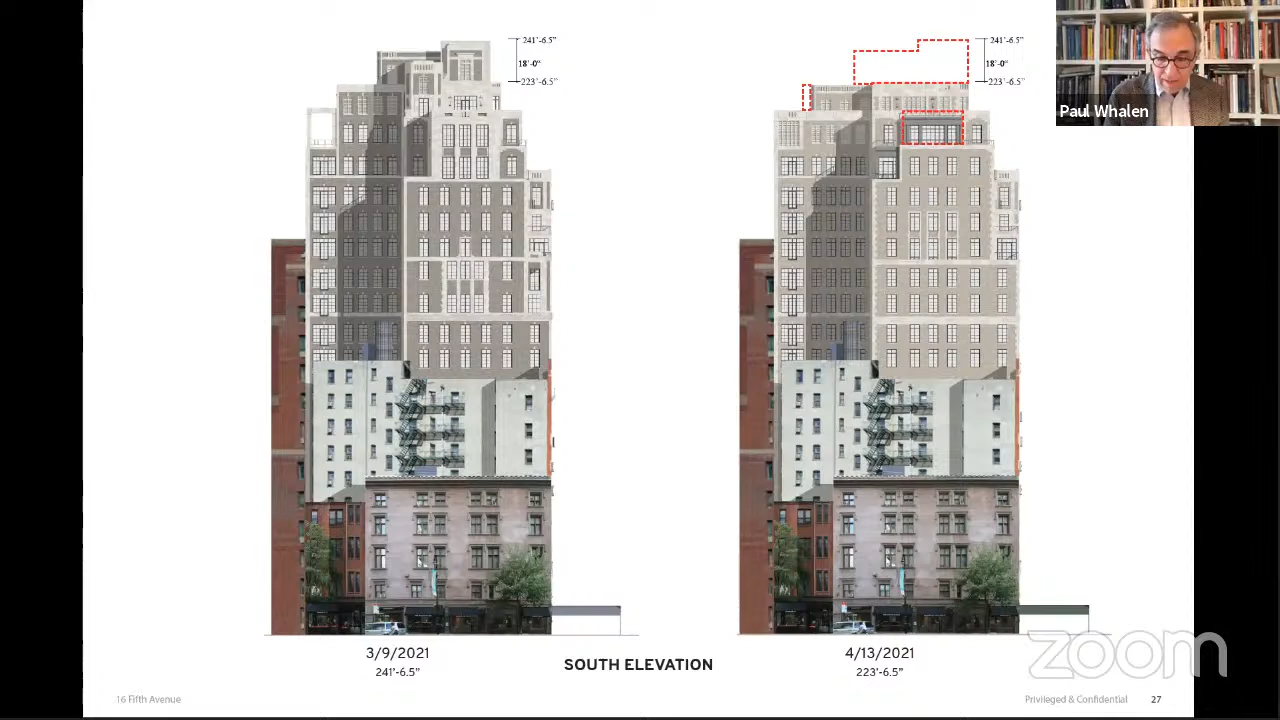 241'-6.5"
18'-0"
223'-6.5"
241'-6.5"
18'-0"
223'-6.5"
Paul Whalen
3/9/2021
241'-6.5"
SOUTH ELEVATION
4/13/2021
223'-6.5"
zoom
16 Fifth Avenue
Privileged & Confidential
27